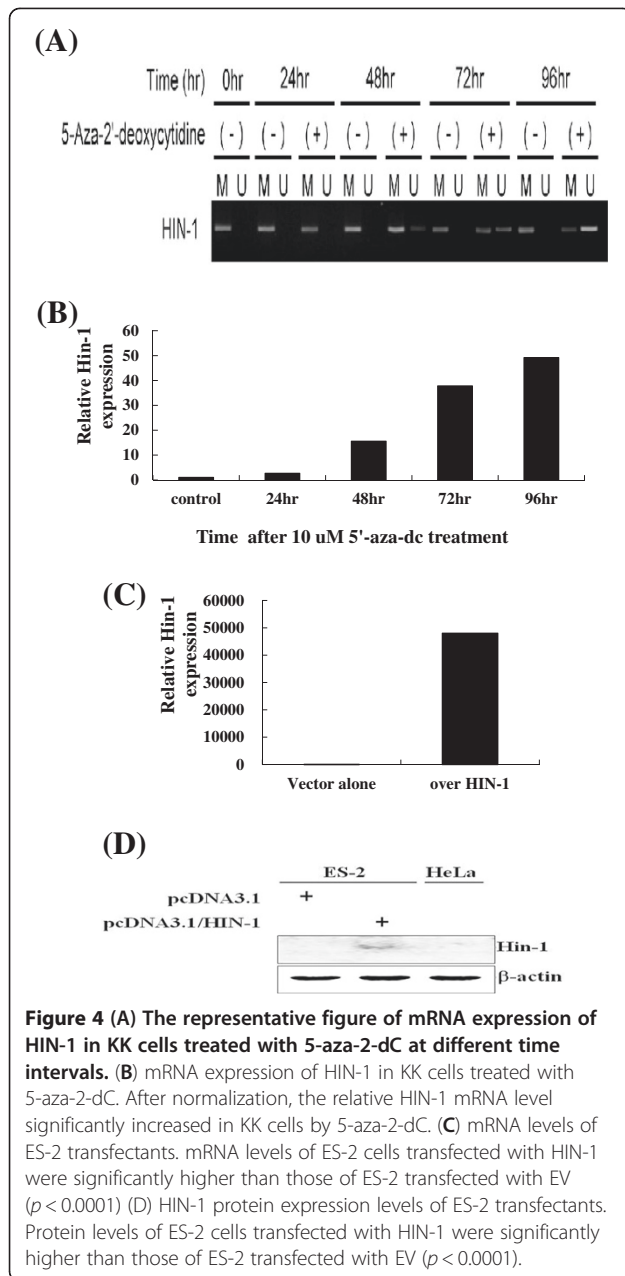 (A)
Time (hr) 0hr 24hr 48hr 72hr 96hr
5-Aza-2'-deoxycytidine (-) (-) (+) (-) (+) (-) (+) (-) (+)
M U M U M U M U M U M U M U M U M U
HIN-1
(B)
Relative Hin-1
expression
60
50
40
30
20
10
0
control 24hr 48hr 72hr 96hr
Time after 10 uM 5'-aza-dc treatment
(C)
Relative Hin-1
expression
60000
50000
40000
30000
20000
10000
0
Vector alone over HIN-1
(D)
ES-2 HeLa
pcDNA3.1 +
pcDNA3.1/HIN-1 +
Hin-1
β-actin
Figure 4 (A) The representative figure of mRNA expression of
HIN-1 in KK cells treated with 5-aza-2-dC at different time
intervals. (B) mRNA expression of HIN-1 in KK cells treated with
5-aza-2-dC. After normalization, the relative HIN-1 mRNA level
significantly increased in KK cells by 5-aza-2-dC. (C) mRNA levels of
ES-2 transfectants. mRNA levels of ES-2 cells transfected with HIN-1
were significantly higher than those of ES-2 transfected with EV
(p < 0.0001) (D) HIN-1 protein expression levels of ES-2 transfectants.
Protein levels of ES-2 cells transfected with HIN-1 were significantly
higher than those of ES-2 transfected with EV (p < 0.0001).